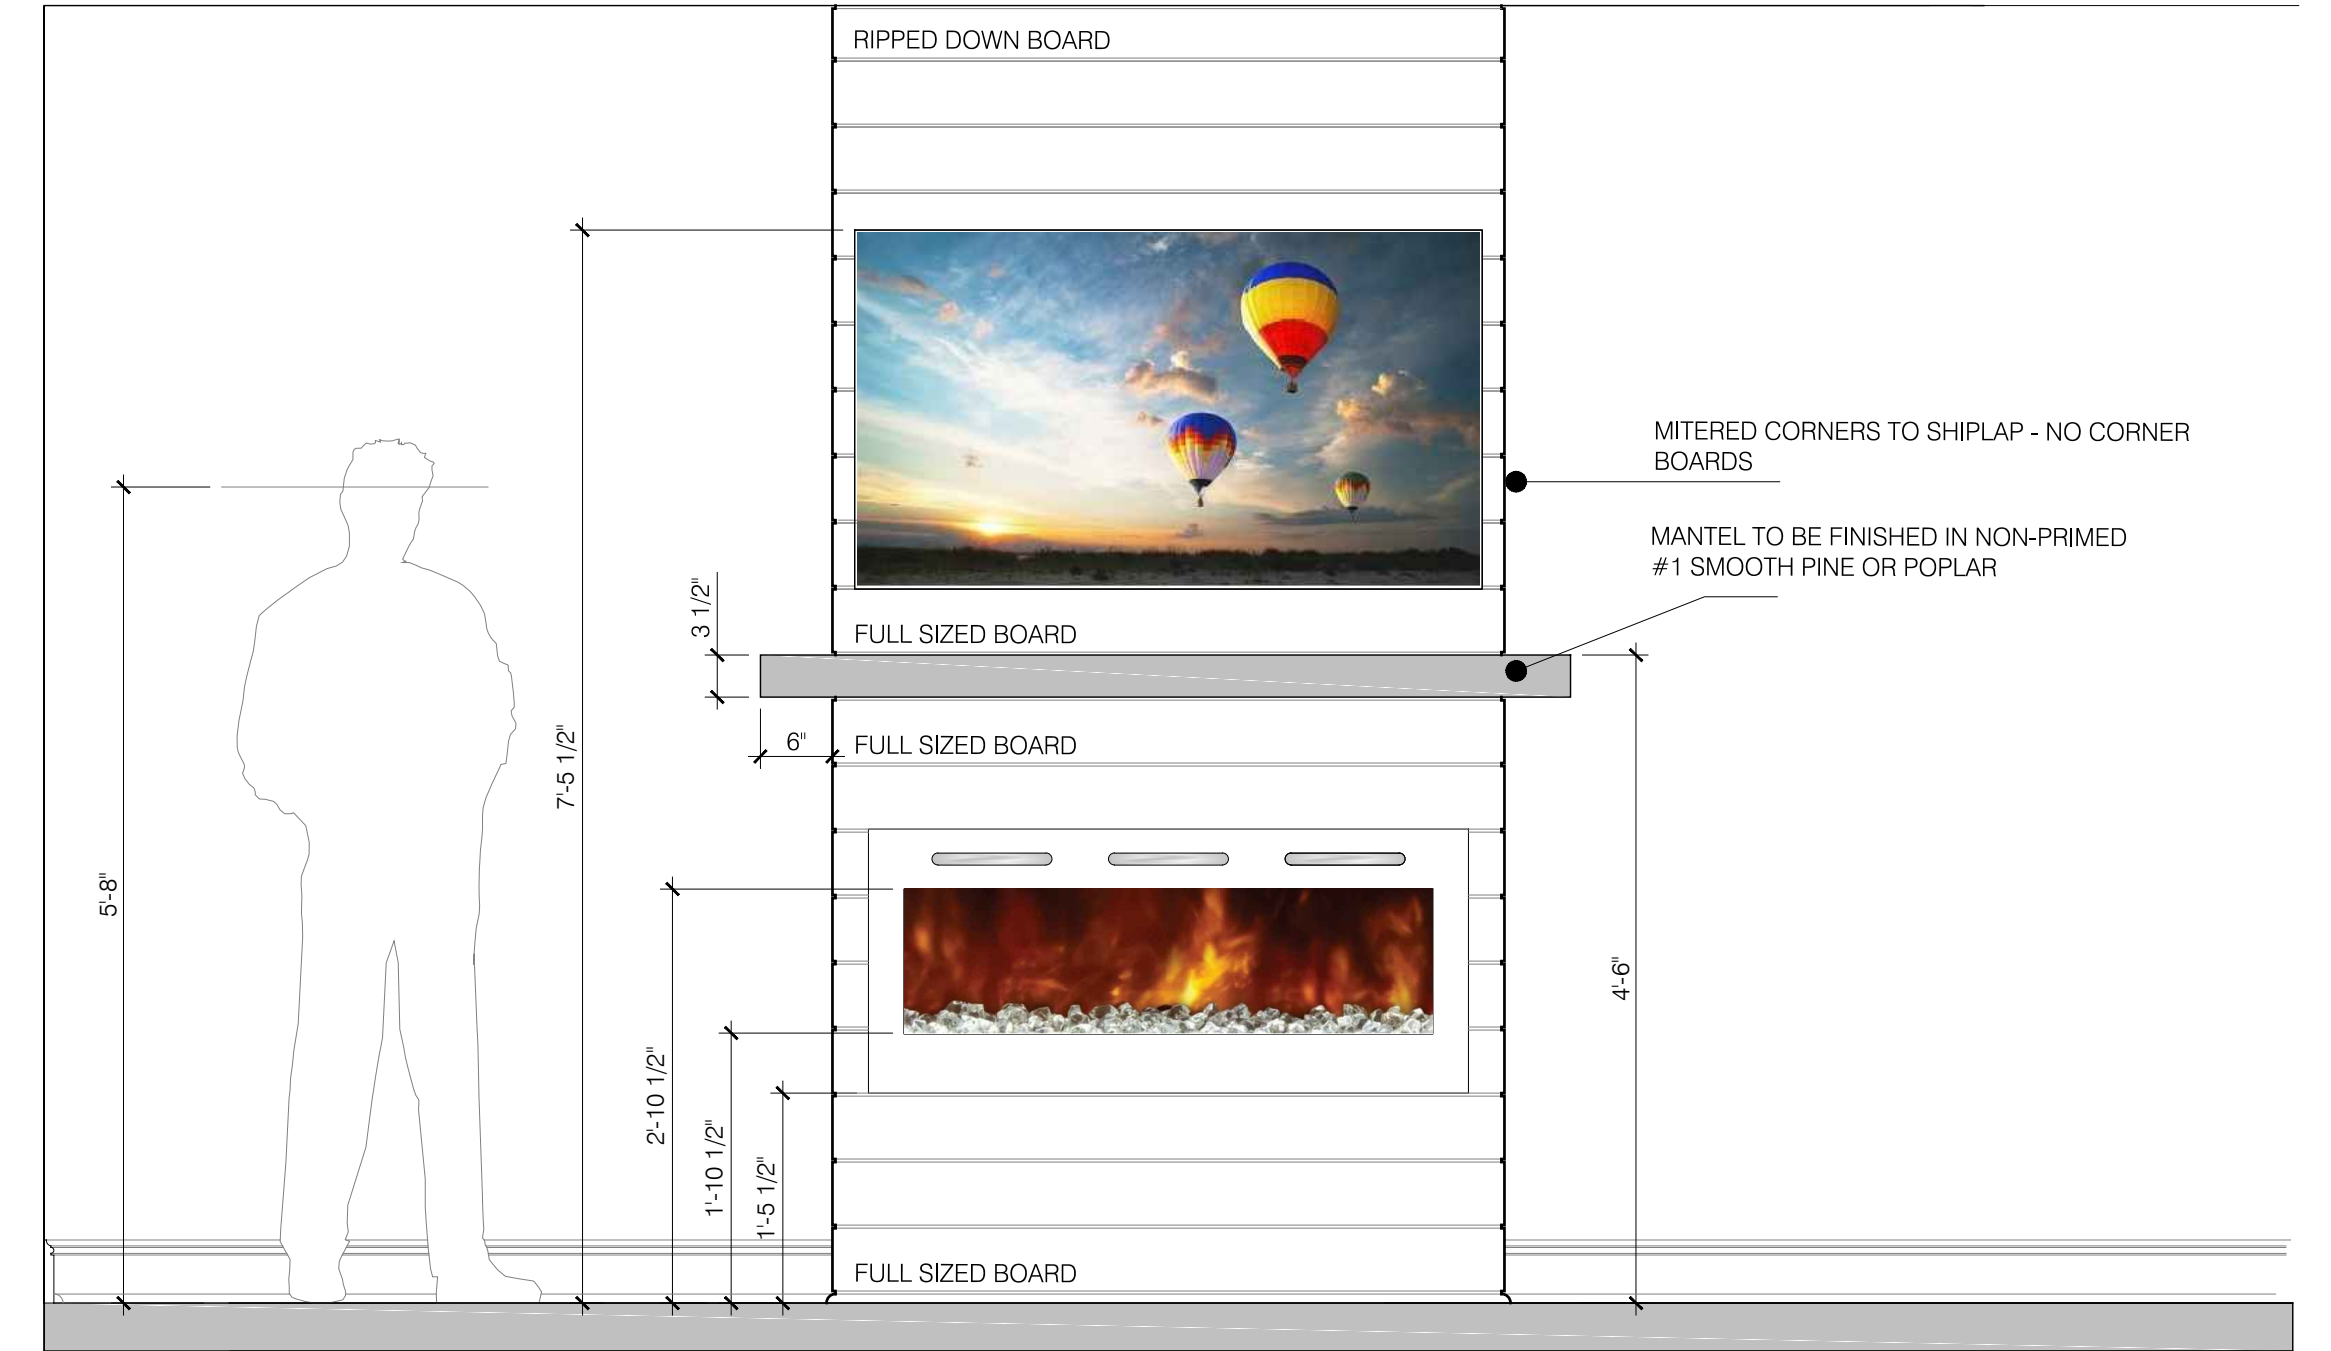 RIPPED DOWN BOARD
MITERED CORNERS TO SHIPLAP - NO CORNER
BOARDS
MANTEL TO BE FINISHED IN NON-PRIMED
#1 SMOOTH PINE OR POPLAR
3 1/2"
FULL SIZED BOARD
6"
FULL SIZED BOARD
7'-5 1/2"
5'-8"
4'-6"
2'-10 1/2"
1'-10 1/2"
1'-5 1/2"
FULL SIZED BOARD